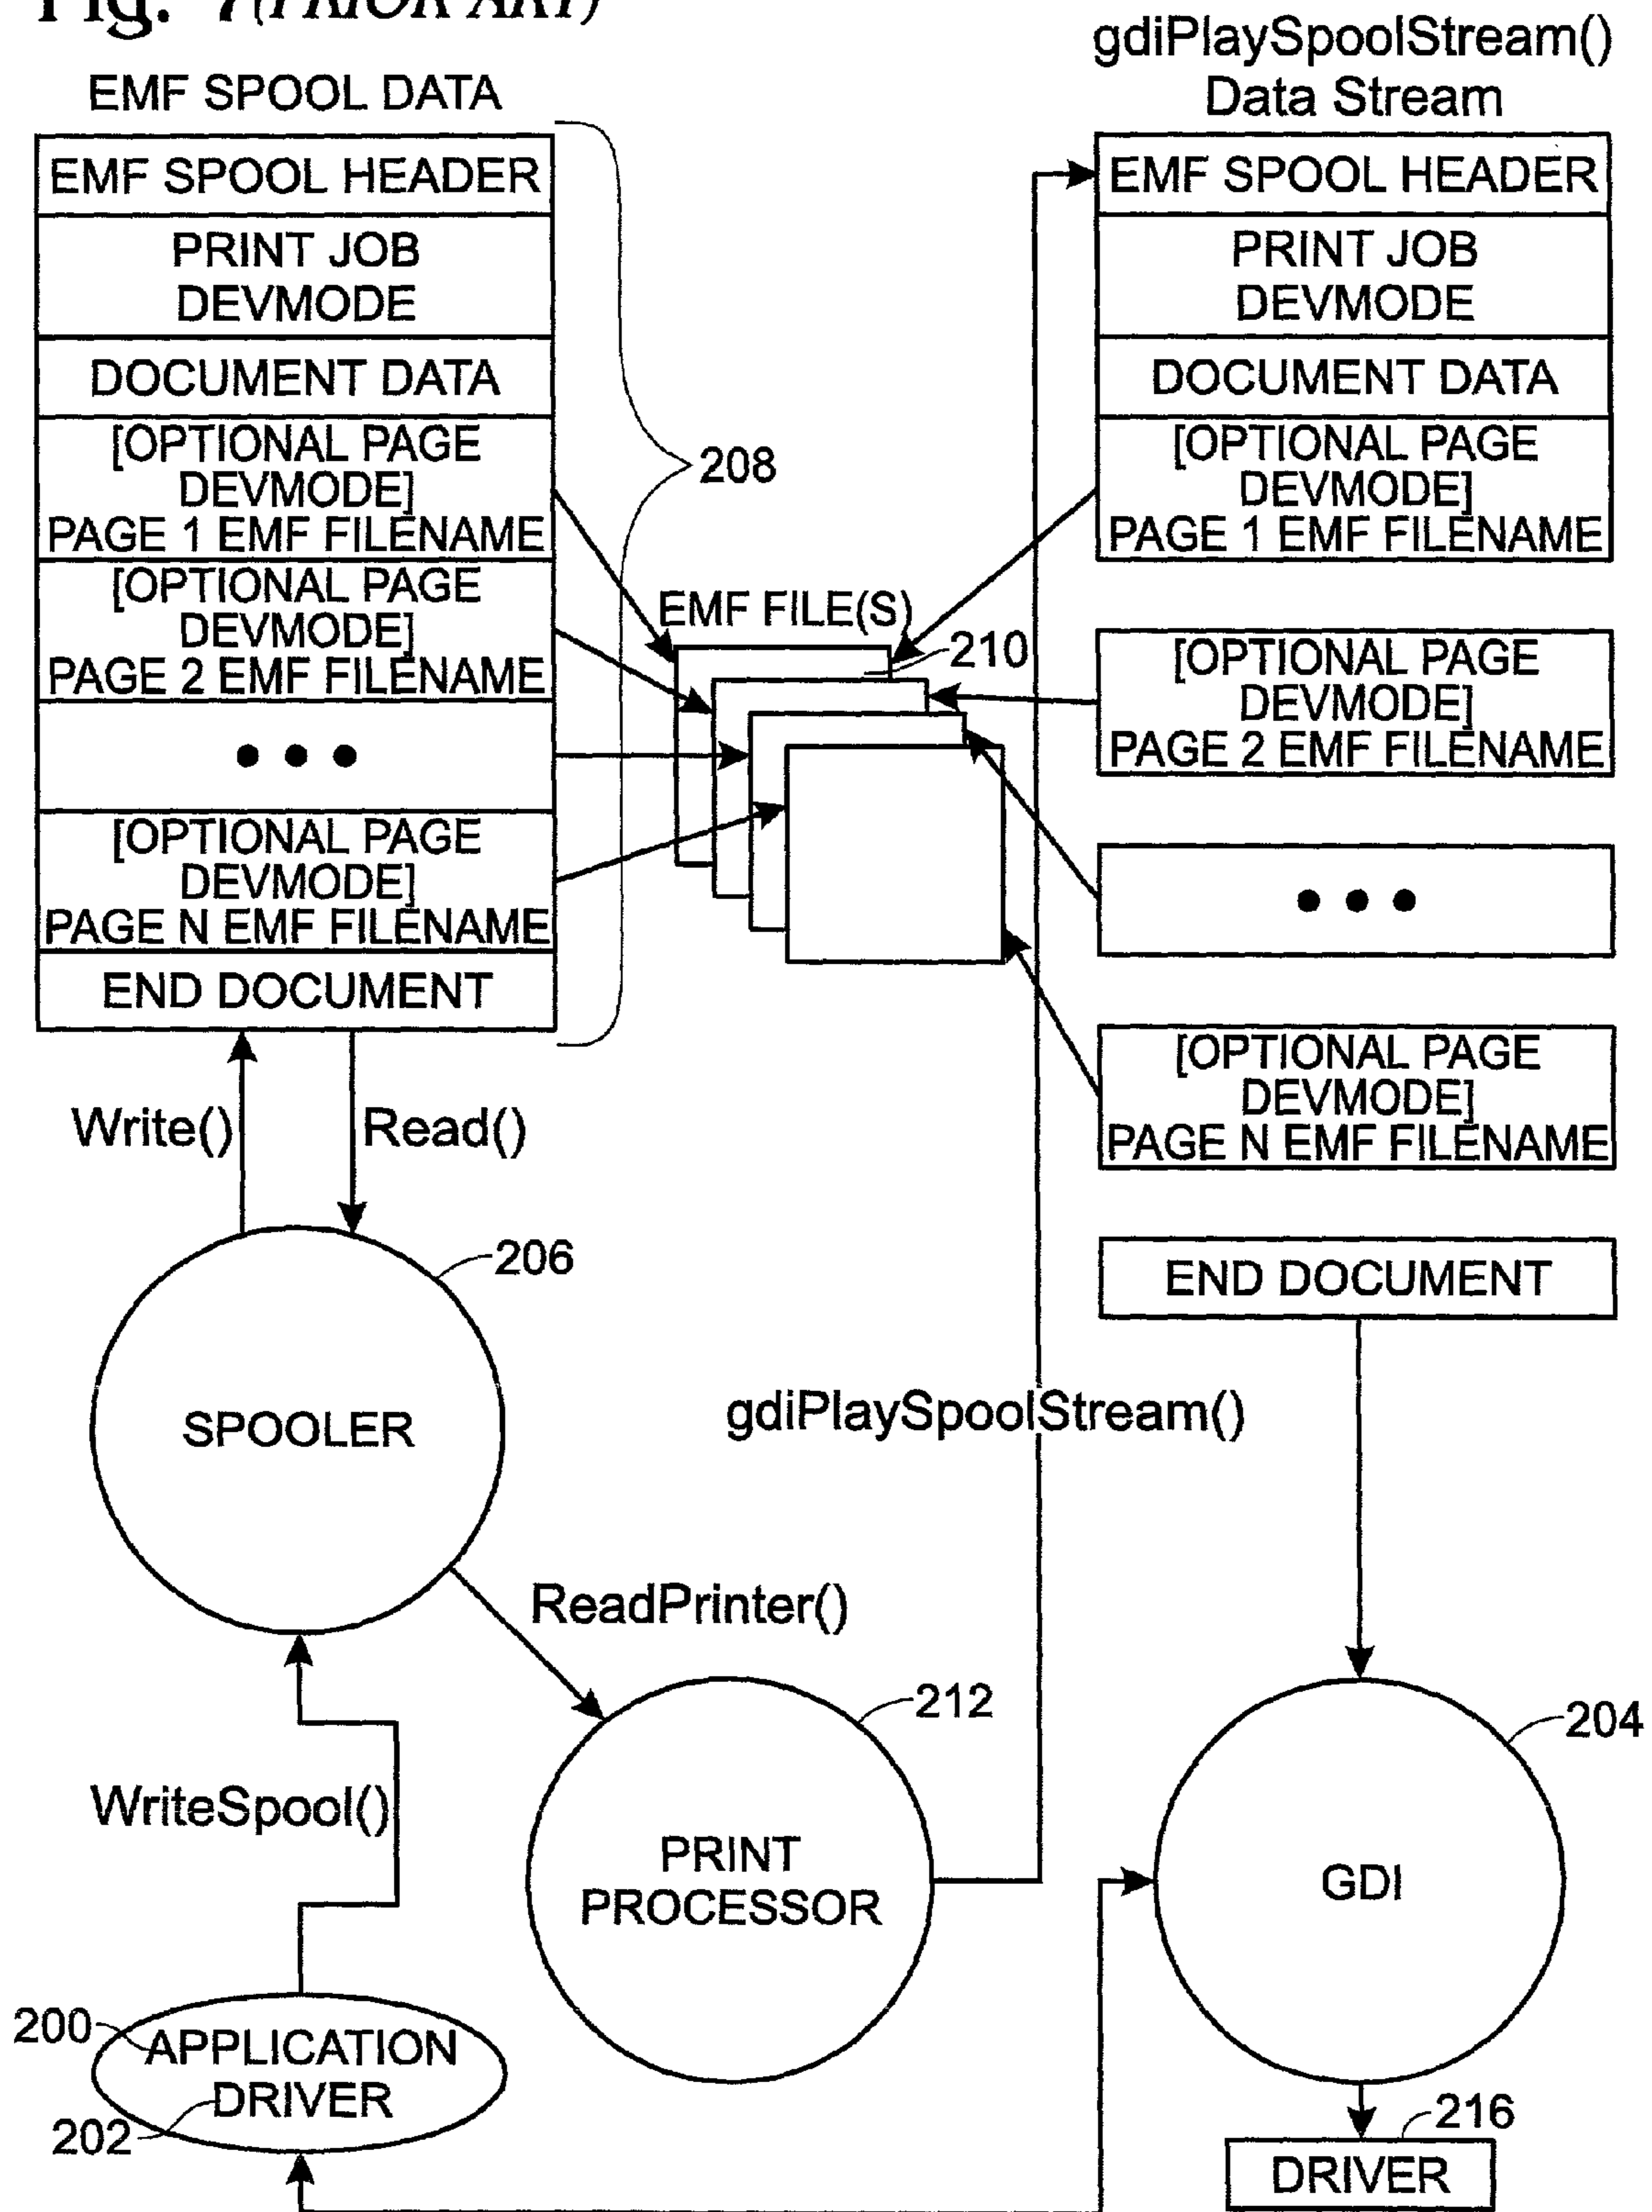 Fig. 7 (PRIOR ART)
EMF SPOOL DATA
EMF SPOOL HEADER
PRINT JOB
DEVMODE
DOCUMENT DATA
[OPTIONAL PAGE
DEVMODE]
PAGE 1 EMF FILENAME
[OPTIONAL PAGE
DEVMODE]
PAGE 2 EMF FILENAME
• • •
[OPTIONAL PAGE
DEVMODE]
PAGE N EMF FILENAME
END DOCUMENT
208
EMF FILE(S)
210
gdiPlaySpoolStream()
Data Stream
EMF SPOOL HEADER
PRINT JOB
DEVMODE
DOCUMENT DATA
[OPTIONAL PAGE
DEVMODE]
PAGE 1 EMF FILENAME
[OPTIONAL PAGE
DEVMODE]
PAGE 2 EMF FILENAME
• • •
[OPTIONAL PAGE
DEVMODE]
PAGE N EMF FILENAME
END DOCUMENT
Write()
Read()
206
SPOOLER
gdiPlaySpoolStream()
ReadPrinter()
212
204
WriteSpool()
PRINT
PROCESSOR
GDI
200
APPLICATION
DRIVER
202
216
DRIVER